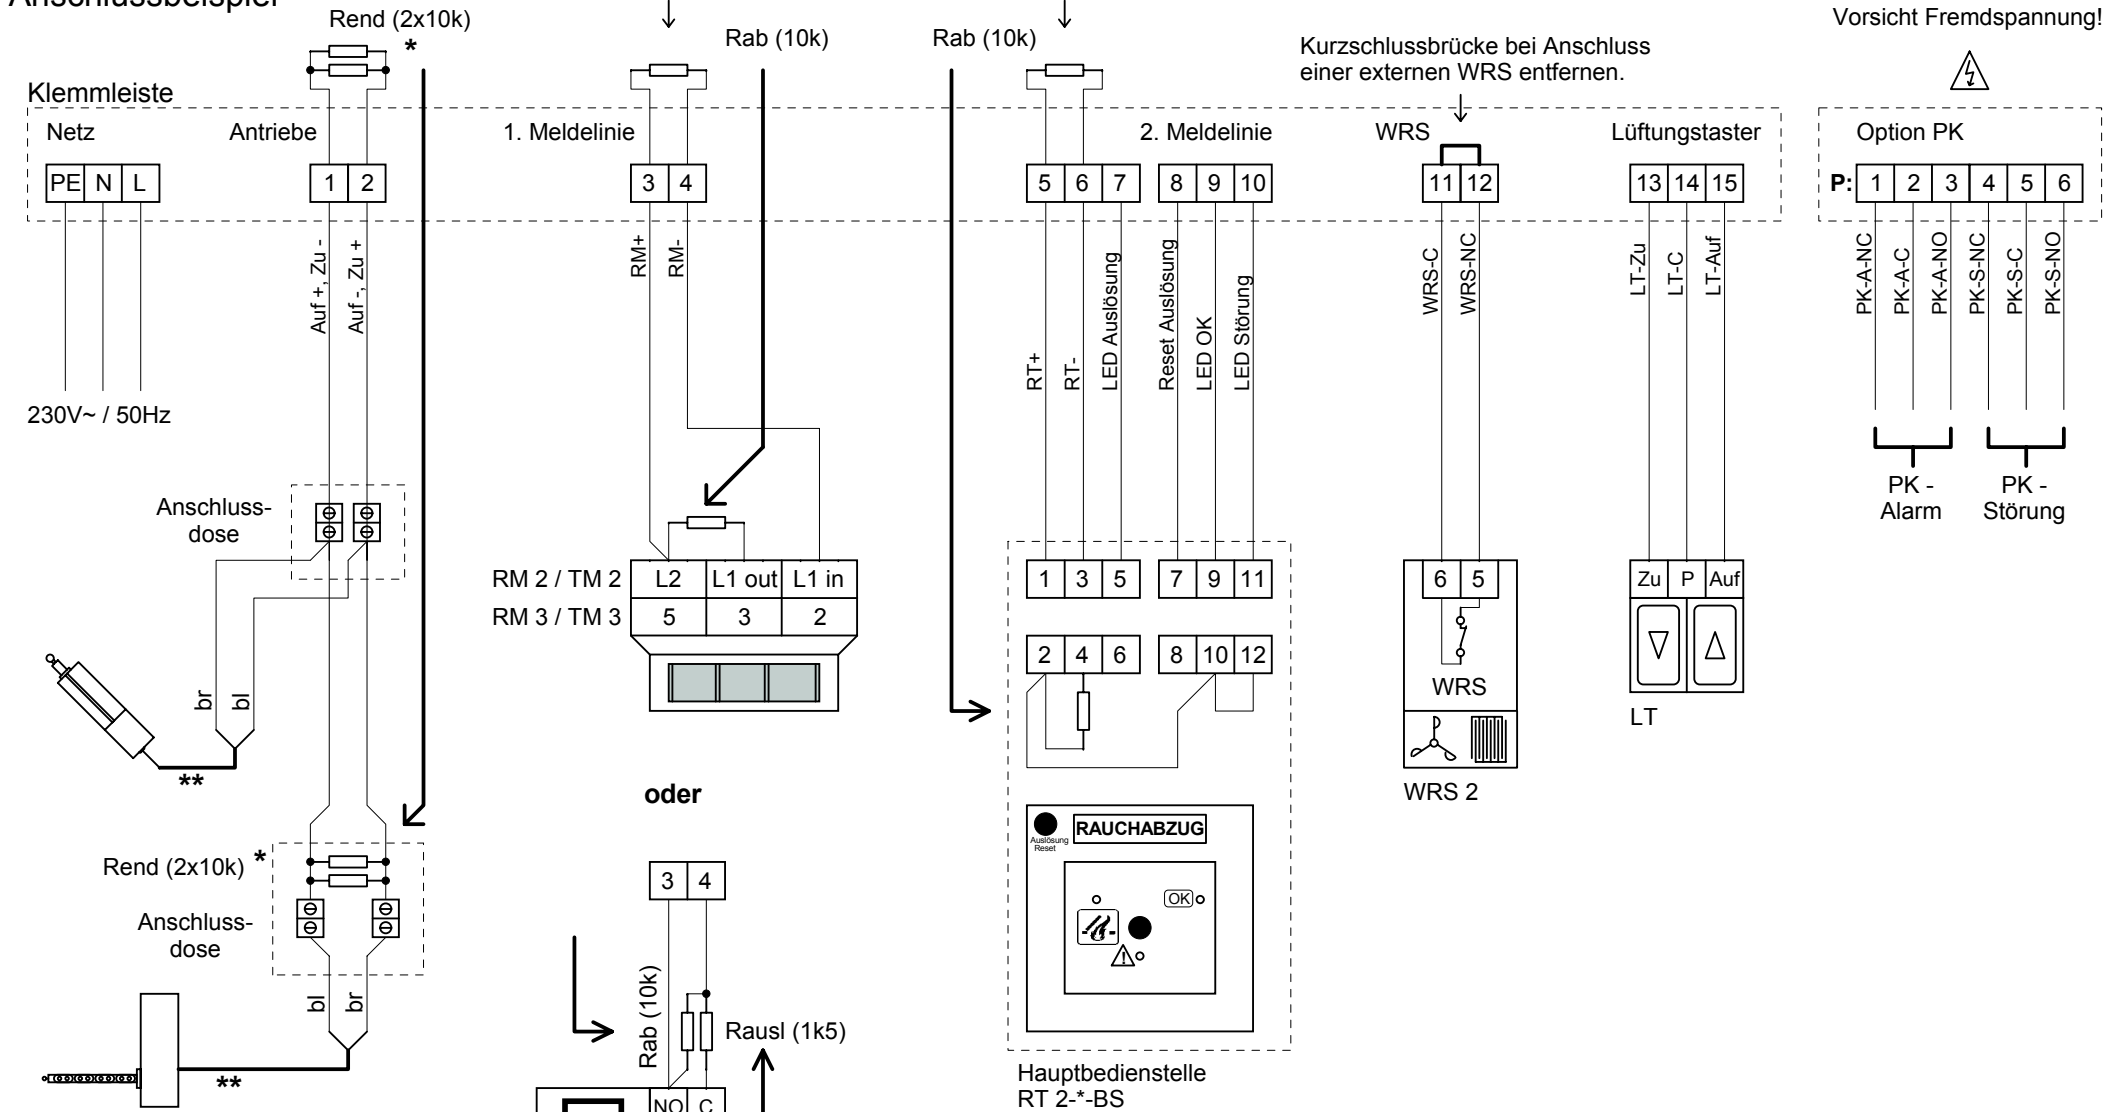 Rend (2x10k)
*
Rab (10k)
Rab (10k)
Kurzschlussbrücke bei Anschluss
einer externen WRS entfernen.
Vorsicht Fremdspannung!
Klemmleiste
Netz
Antriebe
1. Meldelinie
2. Meldelinie
WRS
Lüftungstaster
Option PK
PE N L
1 2
3 4
5 6 7
8 9 10
11 12
13 14 15
P: 1 2 3 4 5 6
Auf +, Zu -
Auf -, Zu +
RM+
RM-
RT+
RT-
LED Auslösung
Reset Auslösung
LED OK
LED Störung
WRS-C
WRS-NC
LT-Zu
LT-C
LT-Auf
PK-A-NC
PK-A-C
PK-A-NO
PK-S-NC
PK-S-C
PK-S-NO
230V~ / 50Hz
PK -
Alarm
PK -
Störung
Anschluss-
dose
RM 2 / TM 2
L2 L1 out L1 in
RM 3 / TM 3
5 3 2
1 3 5
7 9 11
2 4 6
8 10 12
6 5
WRS
WRS 2
Zu P Auf
LT
br
bl
**
oder
Rend (2x10k) *
Anschluss-
dose
bl
br
**
3 4
Rab (10k)
Rausl (1k5)
NO C
Auslösung
Reset
RAUCHABZUG
OK
Hauptbedienstelle
RT 2-*-BS